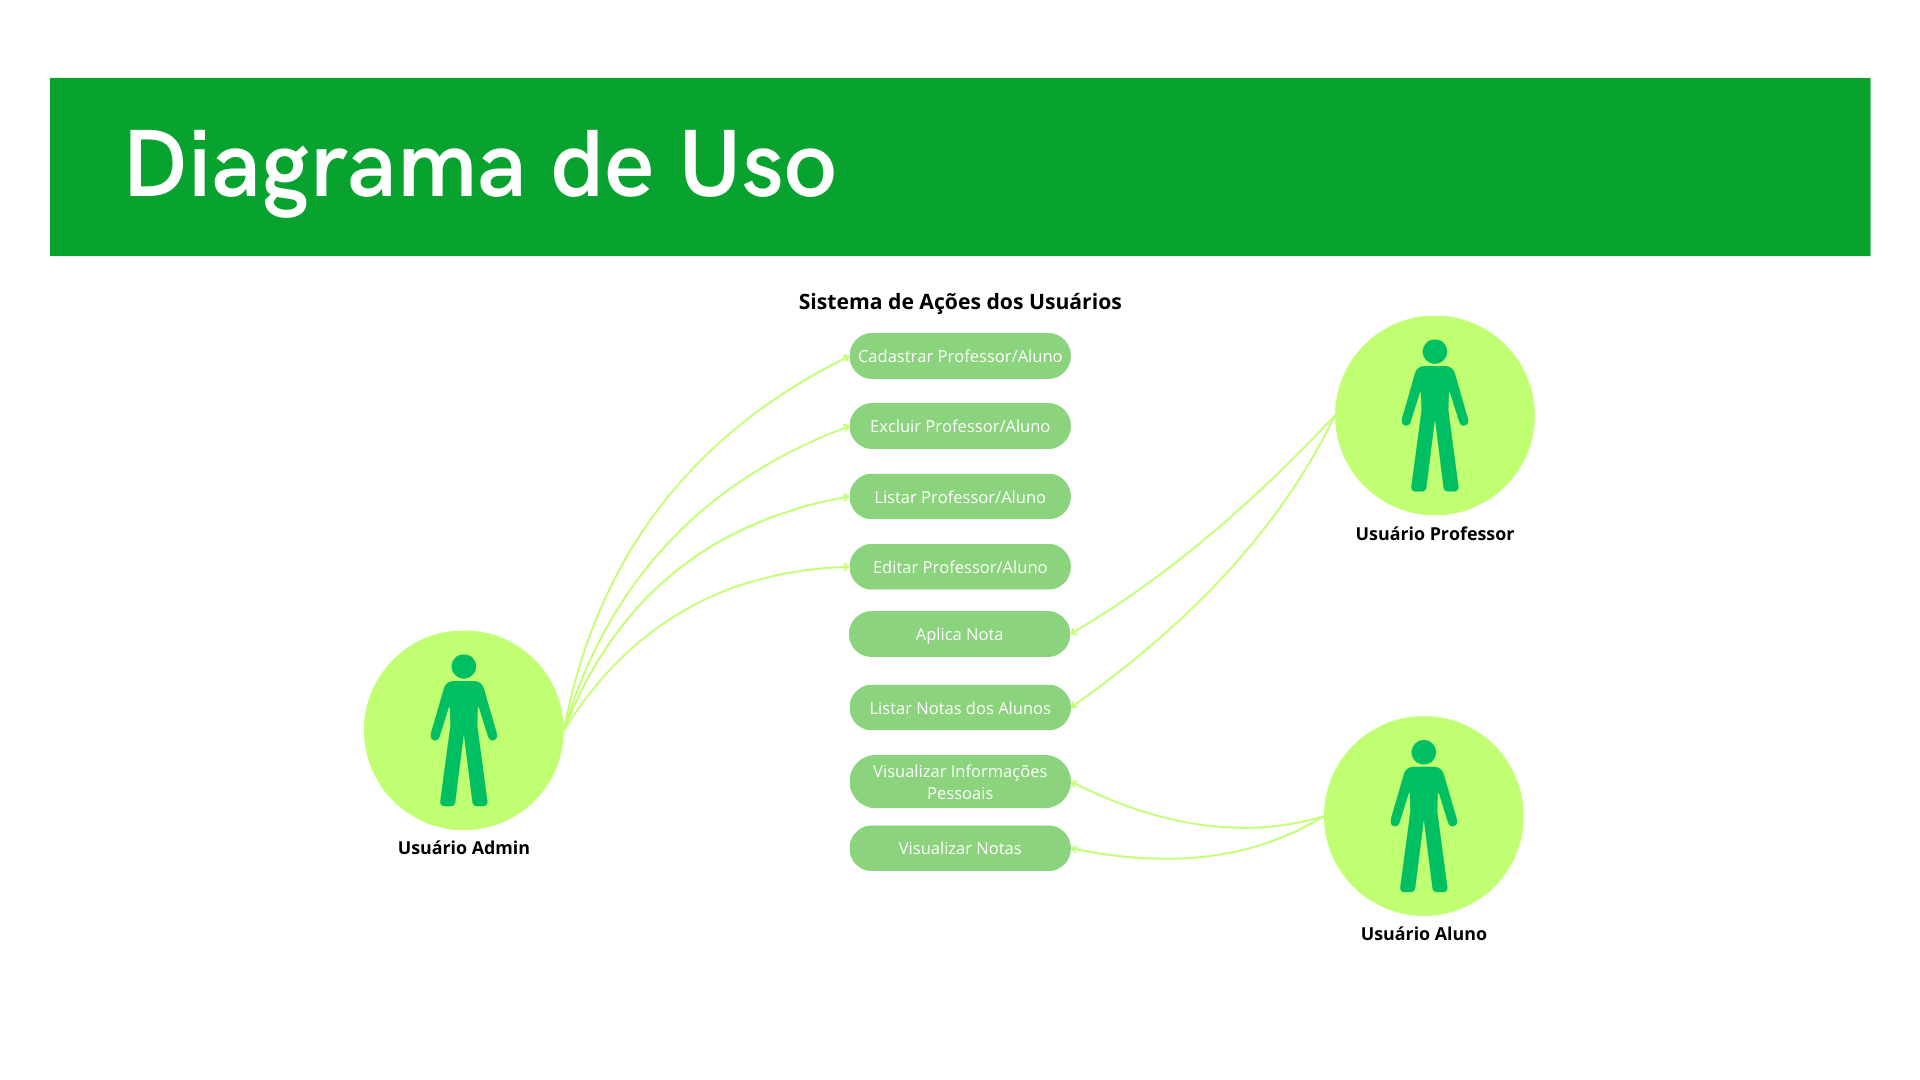 Diagrama de Uso
Sistema de Ações dos Usuários
Cadastrar Professor/Aluno
Excluir Professor/Aluno
Listar Professor/Aluno
Editar Professor/Aluno
Aplica Nota
Listar Notas dos Alunos
Visualizar Informações
Pessoais
Visualizar Notas
Usuário Admin
Usuário Professor
Usuário Aluno